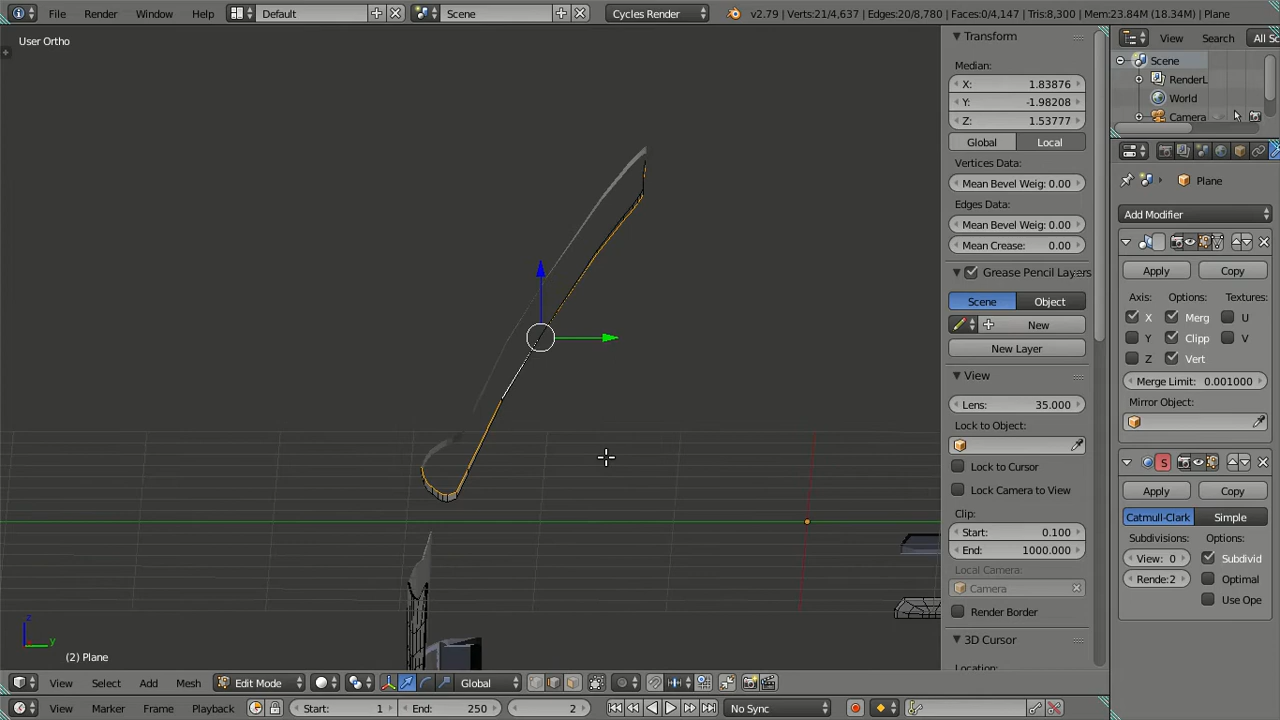 File Render Window Help Default Scene Cycles Render v2.79 | Verts:21/4,637 | Edges:20/8,780 | Faces:0/4,147 | Tris:8,300 | Mem:23.84M (18.34M) | Plane
User Ortho
Transform
Median:
X: 1.83876
Y: -1.98208
Z: 1.53777
Global Local
Vertices Data:
Mean Bevel Weig: 0.00
Edges Data:
Mean Bevel Weig: 0.00
Mean Crease: 0.00
Grease Pencil Layers
Scene Object
New
New Layer
View
Lens: 35.000
Lock to Object:
Lock to Cursor
Lock Camera to View
Clip:
Start: 0.100
End: 1000.000
Local Camera:
Camera
Render Border
3D Cursor
Location:
View Search All Sc
Scene
RenderL
World
Camera
Plane
Add Modifier
Apply Copy
Axis: Options: Textures:
X Merg U
Y Clipp V
Z Vert
Merge Limit: 0.001000
Mirror Object:
S
Apply Copy
Catmull-Clark Simple
Subdivisions: Options:
View: 0 Subdivid
Rende:2 Optimal
Use Ope
z
y
(2) Plane
View Select Add Mesh Edit Mode Global
View Marker Frame Playback Start: 1 End: 250 2 No Sync